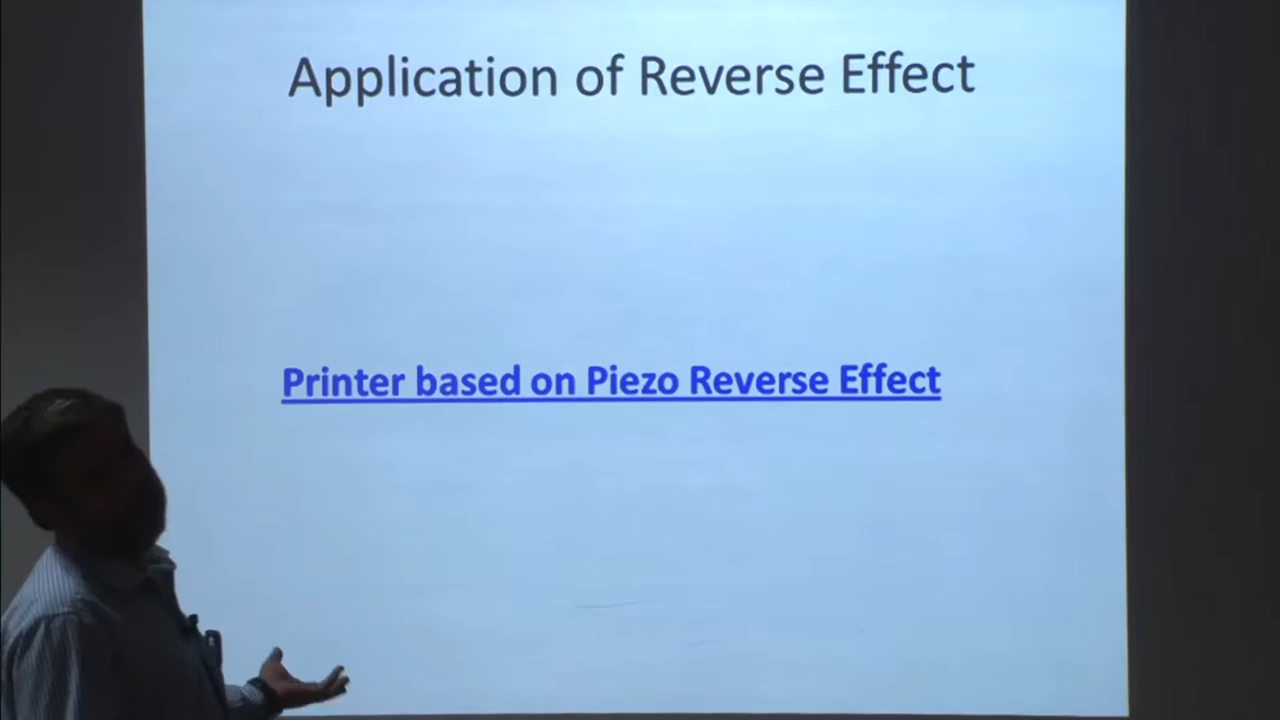 Application of Reverse Effect
Printer based on Piezo Reverse Effect